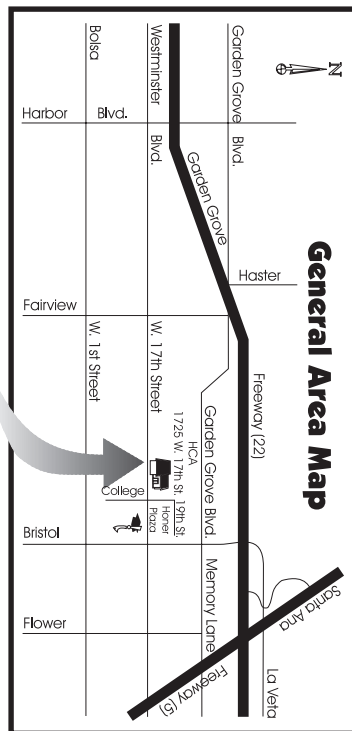 General Area Map
N
Garden Grove Blvd.
Westminster Blvd.
Bolsa
Harbor Blvd.
Garden Grove
Freeway (22)
Haster
Fairview
W. 17th Street
W. 1st Street
HCA
1725 W. 17th St.
19th St.
Garden Grove Blvd.
College
Honer
Plaza
Bristol
Memory Lane
Flower
Santa Ana
Freeway (5)
La Veta